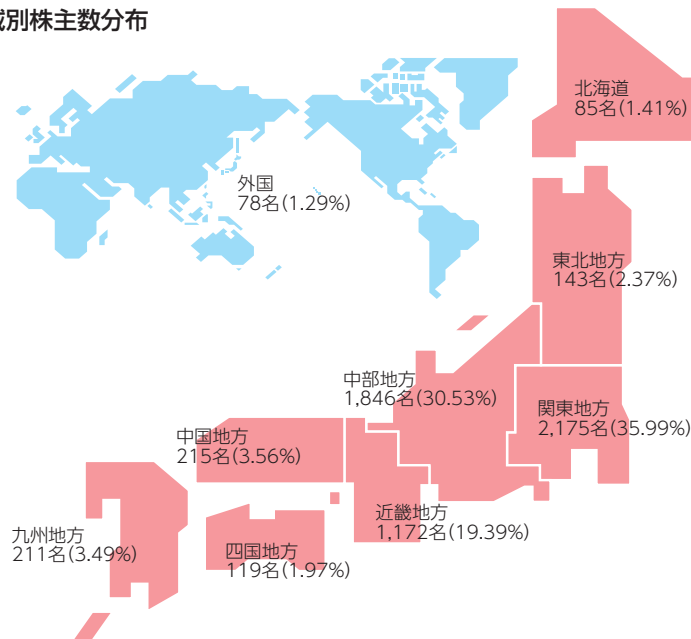 域別株主数分布
北海道
85名(1.41%)
外国
78名(1.29%)
東北地方
143名(2.37%)
中部地方
1,846名(30.53%)
関東地方
2,175名(35.99%)
中国地方
215名(3.56%)
近畿地方
1,172名(19.39%)
九州地方
211名(3.49%)
四国地方
119名(1.97%)